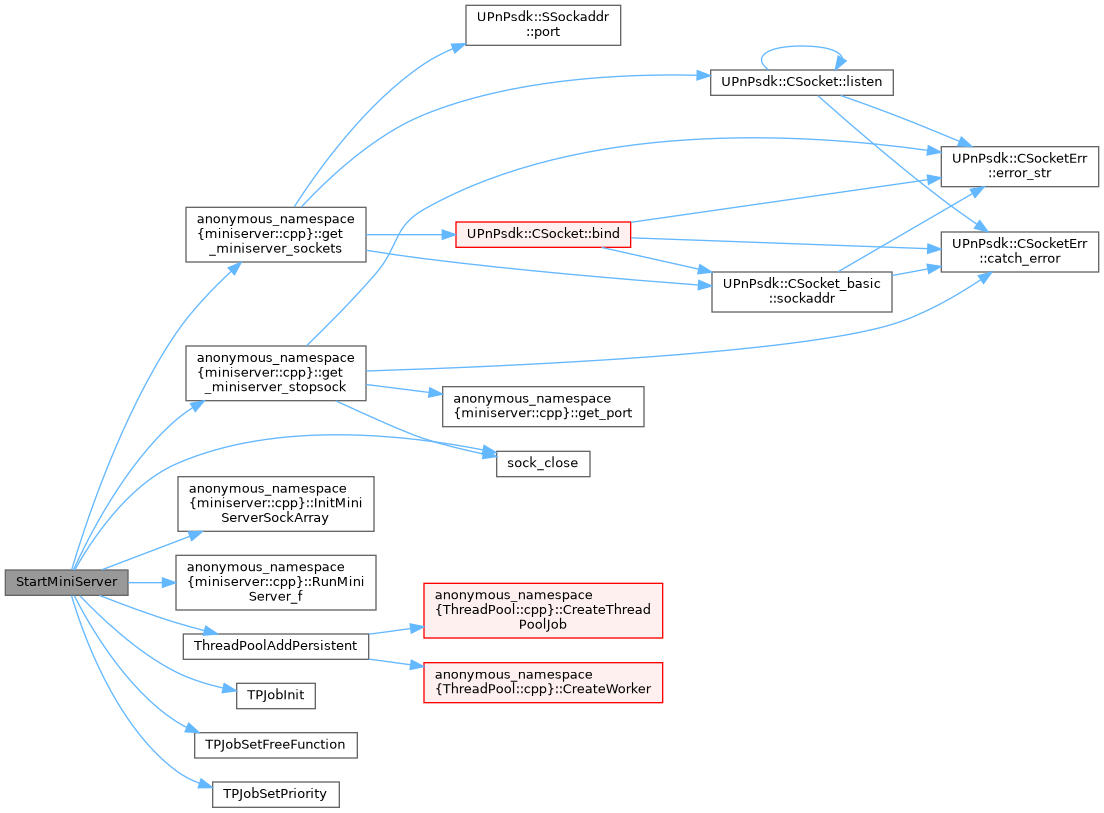 UPnPsdk::SSockaddr
::port
UPnPsdk::CSocket::listen
UPnPsdk::CSocketErr
::error_str
anonymous_namespace
{miniserver::cpp}::get
_miniserver_sockets
UPnPsdk::CSocket::bind
UPnPsdk::CSocketErr
::catch_error
UPnPsdk::CSocket_basic
::sockaddr
anonymous_namespace
{miniserver::cpp}::get
_miniserver_stopsock
anonymous_namespace
{miniserver::cpp}::get_port
sock_close
anonymous_namespace
{miniserver::cpp}::InitMini
ServerSockArray
StartMiniServer
anonymous_namespace
{miniserver::cpp}::RunMini
Server_f
anonymous_namespace
{ThreadPool::cpp}::CreateThread
PoolJob
ThreadPoolAddPersistent
anonymous_namespace
{ThreadPool::cpp}::CreateWorker
TPJobInit
TPJobSetFreeFunction
TPJobSetPriority